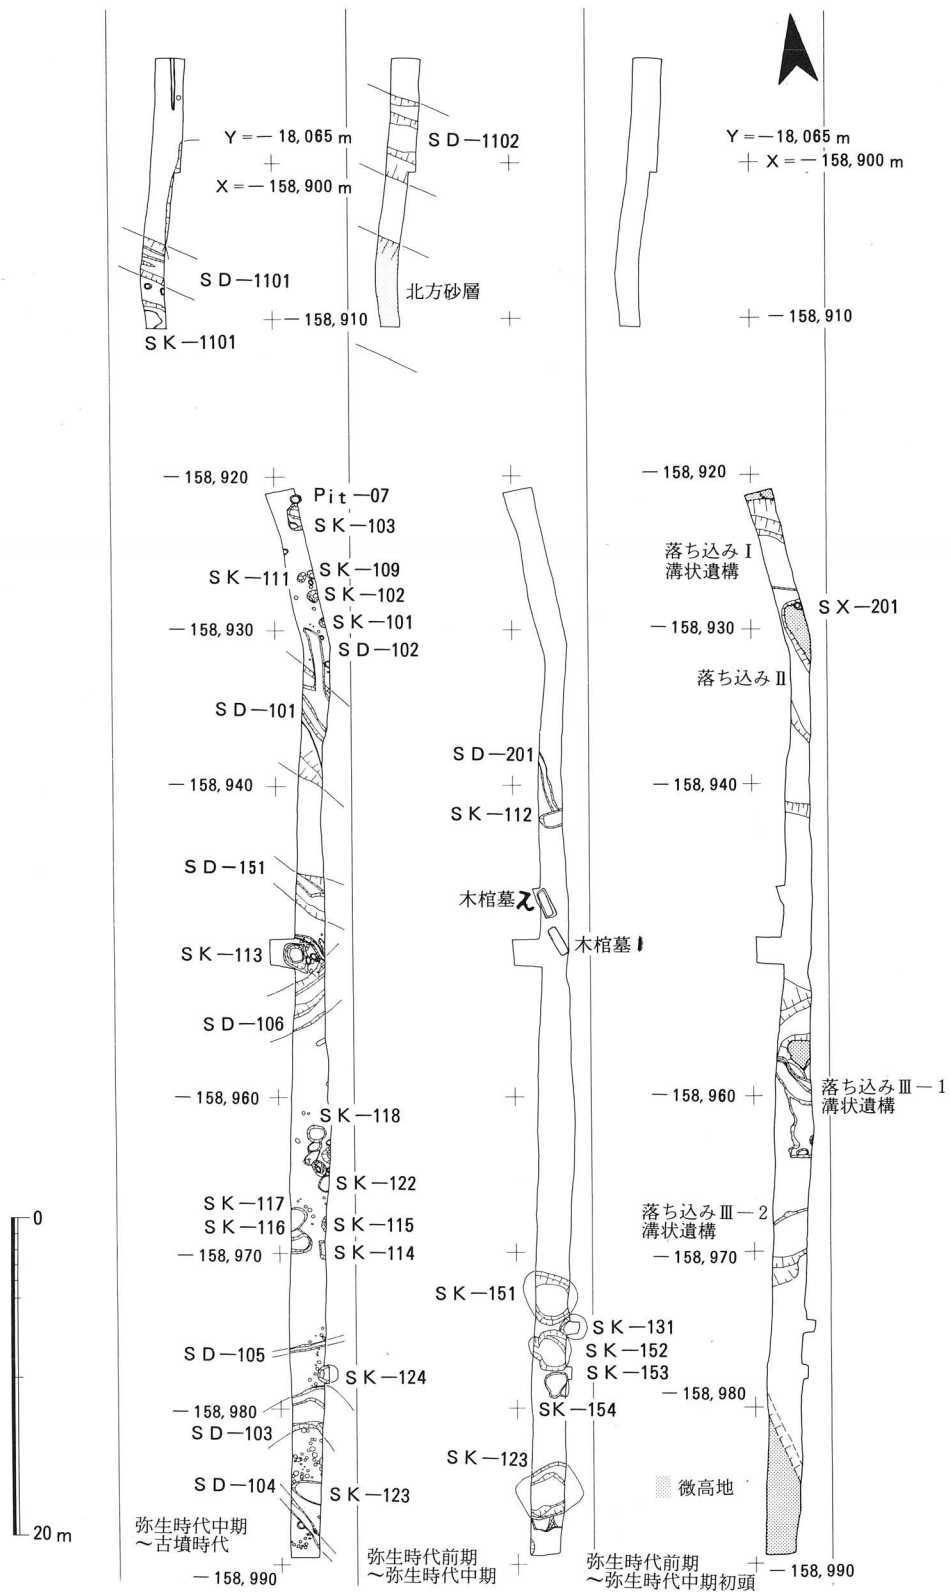 Y=−18,065 m
X=−158,900 m
SD−1101
−158,910
SK−1101
SD−1102
北方砂層
Y=−18,065 m
X=−158,900 m
−158,910
−158,920
Pit−07
SK−103
SK−109
SK−111
SK−102
SK−101
−158,930
SD−102
SD−101
−158,940
SD−151
SK−113
SD−106
−158,960
SK−118
SK−122
SK−117
SK−116
SK−115
−158,970
SK−114
SD−105
SK−124
−158,980
SD−103
SD−104
SK−123
弥生時代中期
〜古墳時代
−158,990
SD−201
SK−112
木棺墓2
木棺墓1
SK−151
SK−131
SK−152
SK−153
SK−154
SK−123
弥生時代前期
〜弥生時代中期
−158,920
落ち込みⅠ
溝状遺構
SX−201
−158,930
落ち込みⅡ
−158,940
落ち込みⅢ−1
溝状遺構
−158,960
落ち込みⅢ−2
溝状遺構
−158,970
−158,980
微高地
弥生時代前期
〜弥生時代中期初頭
−158,990
0
20 m